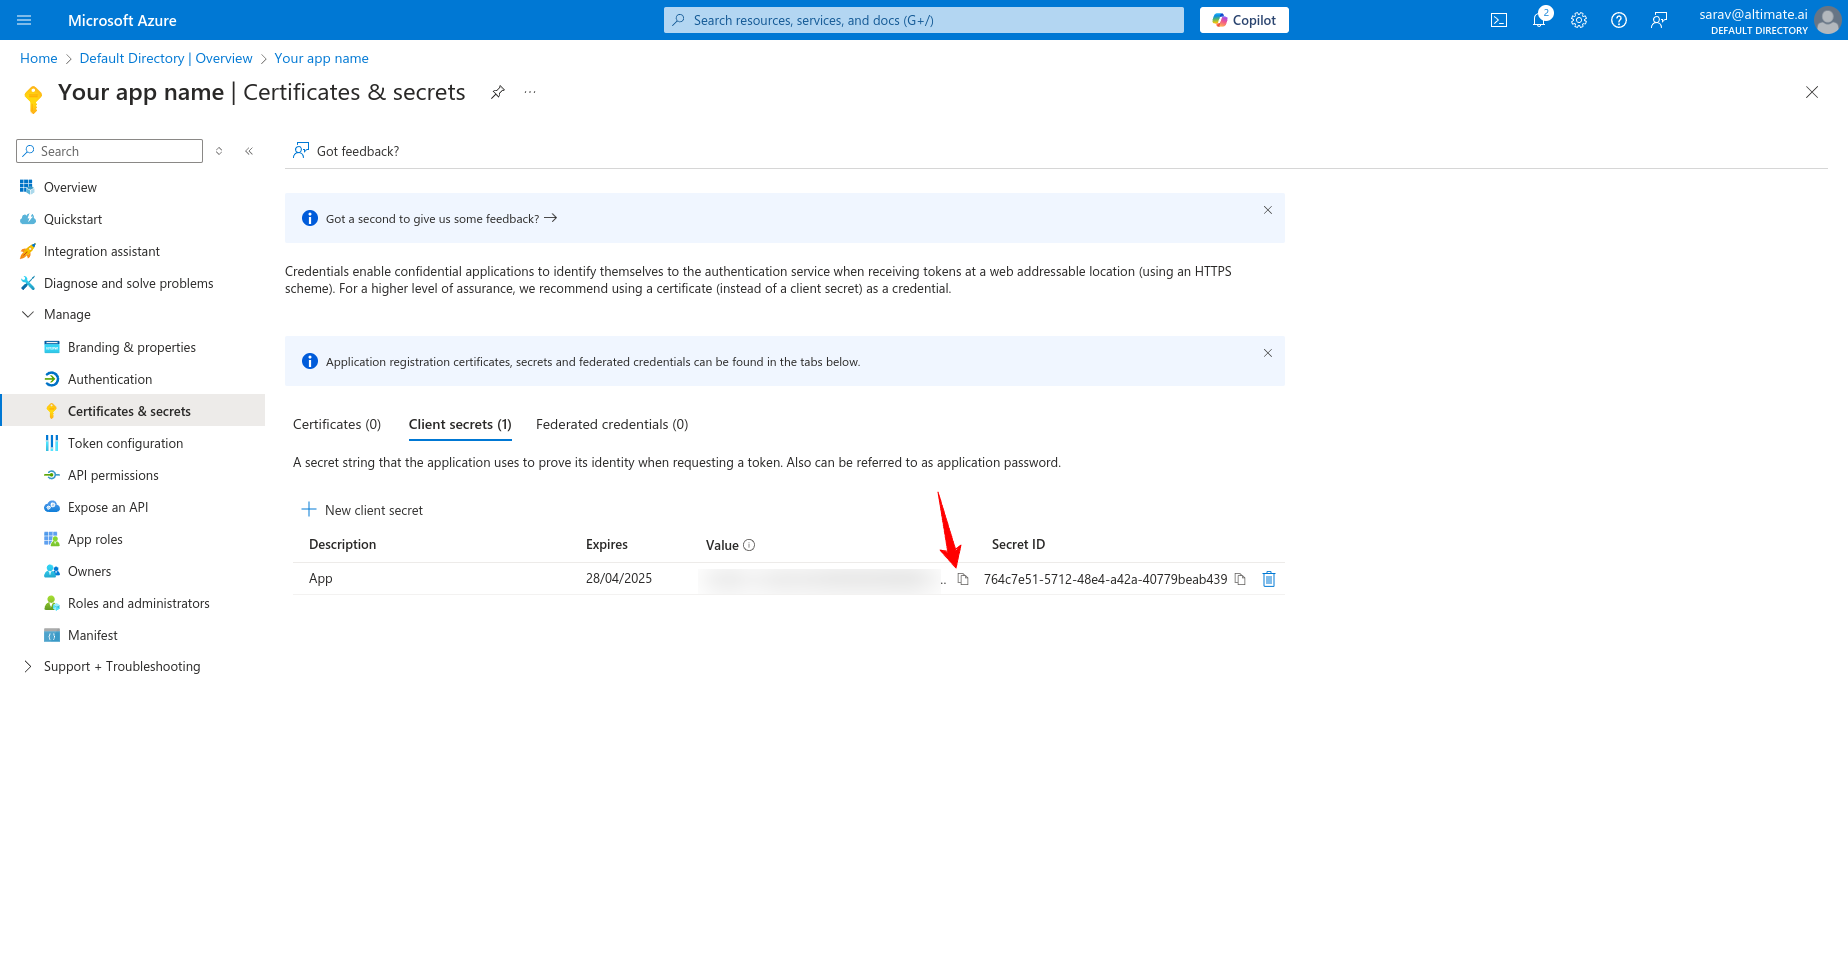 Microsoft Azure
Search resources, services, and docs (G+/)
Copilot
2
sarav@altimate.ai
DEFAULT DIRECTORY
Home > Default Directory | Overview > Your app name
Your app name | Certificates & secrets
Search
Got feedback?
Overview
Quickstart
Integration assistant
Diagnose and solve problems
Manage
Branding & properties
Authentication
Certificates & secrets
Token configuration
API permissions
Expose an API
App roles
Owners
Roles and administrators
Manifest
Support + Troubleshooting
Got a second to give us some feedback?
Credentials enable confidential applications to identify themselves to the authentication service when receiving tokens at a web addressable location (using an HTTPS
scheme). For a higher level of assurance, we recommend using a certificate (instead of a client secret) as a credential.
Application registration certificates, secrets and federated credentials can be found in the tabs below.
Certificates (0) Client secrets (1) Federated credentials (0)
A secret string that the application uses to prove its identity when requesting a token. Also can be referred to as application password.
New client secret
Description Expires Value Secret ID
App 28/04/2025 .. 764c7e51-5712-48e4-a42a-40779beab439